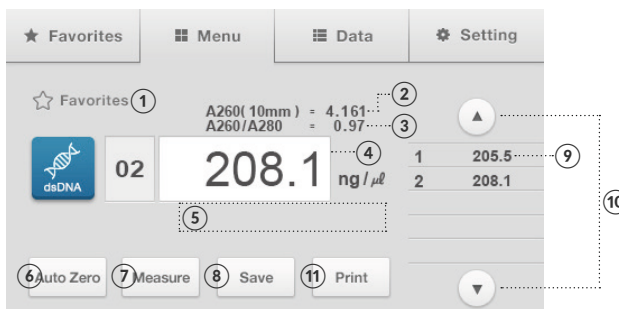 Favorites Menu Data Setting
Favorites 1
A260( 10mm ) = 4.161 2
A260/A280 = 0.97 3
dsDNA 02 208.1 ng / μl 4
1 205.5 9
2 208.1
10
5
6 Auto Zero 7 Measure 8 Save 11 Print